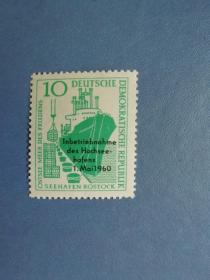 10 DEUTSCHE
DEMOKRATISCHE REPUBLIK
OSTSEE MEER DES FRIEDENS
Inbetriebnahme
des Hochsee-
hafens
1. Mai 1960
SEEHAFEN ROSTOCK